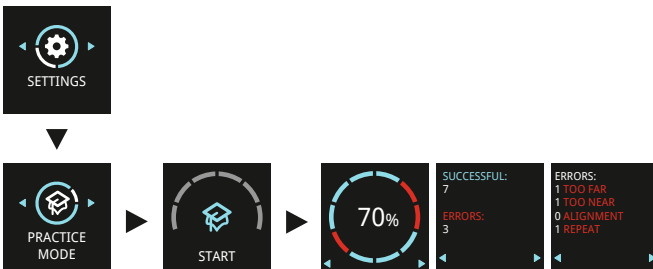 SETTINGS
PRACTICE
MODE
START
70%
SUCCESSFUL:
7
ERRORS:
3
ERRORS:
1 TOO FAR
1 TOO NEAR
0 ALIGNMENT
1 REPEAT